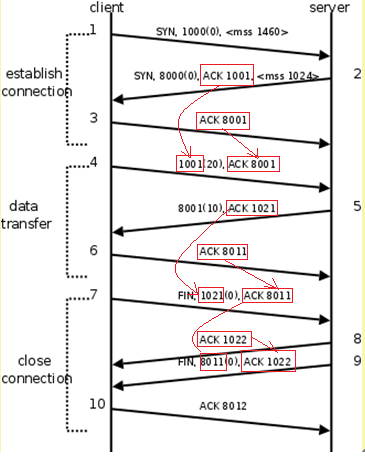 client server
1 SYN, 1000(0), <mss 1460>
establish connection
SYN, 8000(0), ACK 1001, <mss 1024> 2
3 ACK 8001
4 1001(20), ACK 8001
data transfer
8001(10), ACK 1021 5
6 ACK 8011
7 FIN, 1021(0), ACK 8011
close connection
ACK 1022 8
FIN, 8011(0), ACK 1022 9
10 ACK 8012